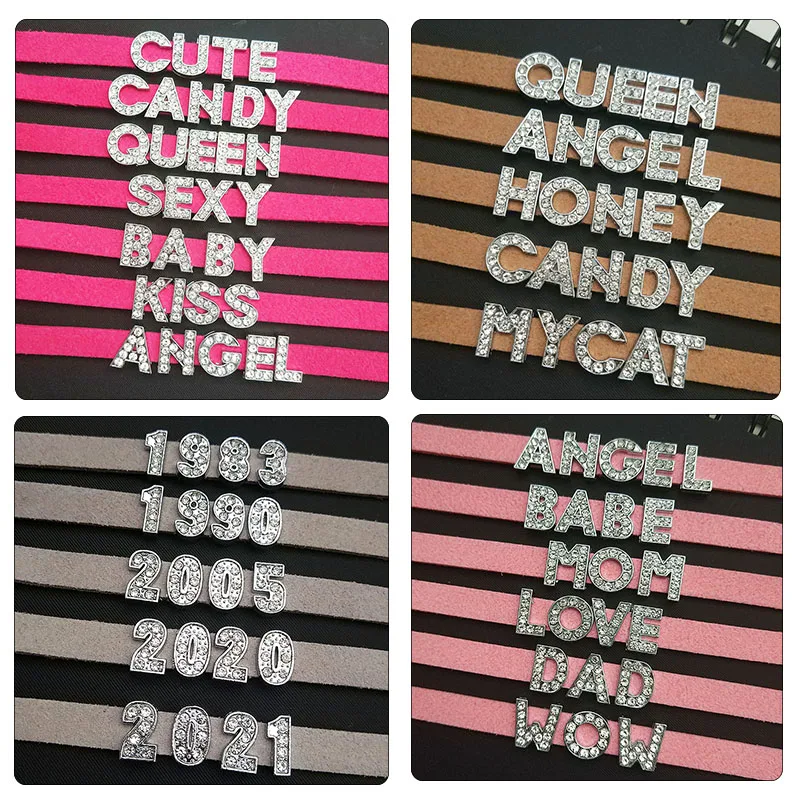 CUTE
CANDY
QUEEN
SEXY
BABY
KISS
ANGEL
QUEEN
ANGEL
HONEY
CANDY
MYCAT
1983
1990
2005
2020
2021
ANGEL
BABE
MOM
LOVE
DAD
WOW